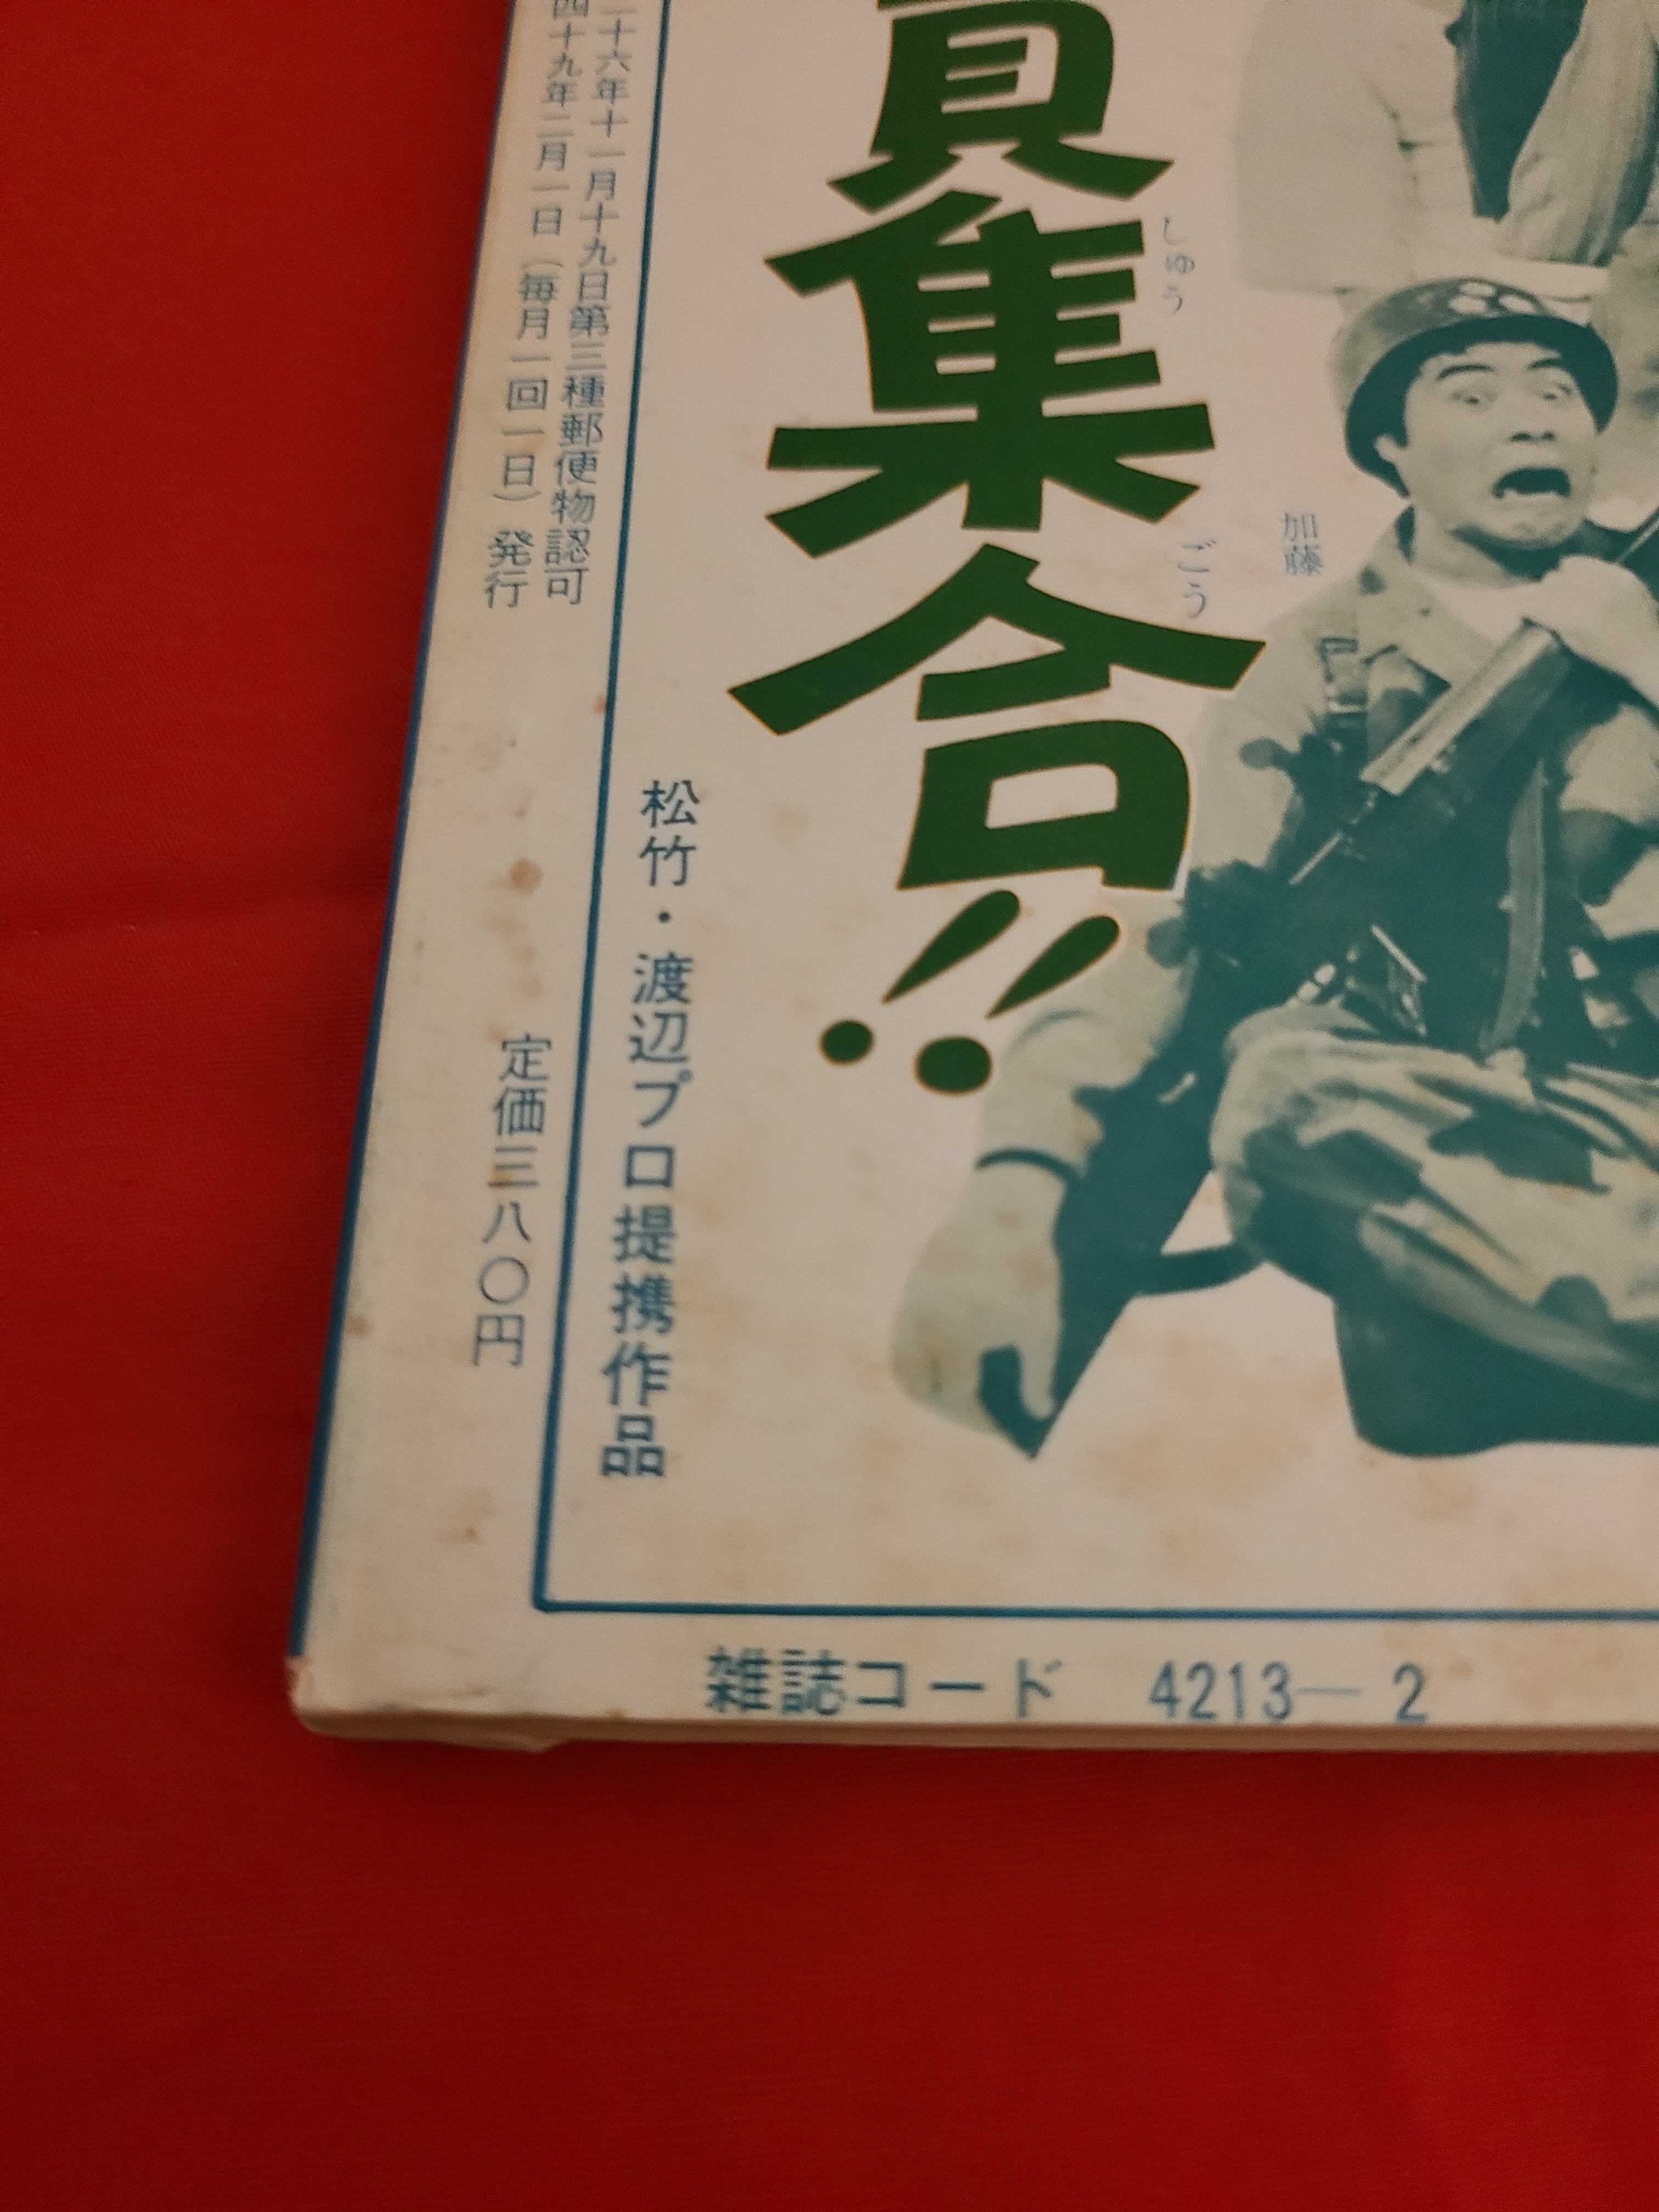 員集合!!
しゅう
ごう
加藤
松竹・渡辺プロ提携作品
二十六年十一月十九日第三種郵便物認可
四十九年二月一日(毎月一回一日)発行
定価三八〇円
雑誌コード 4213-2